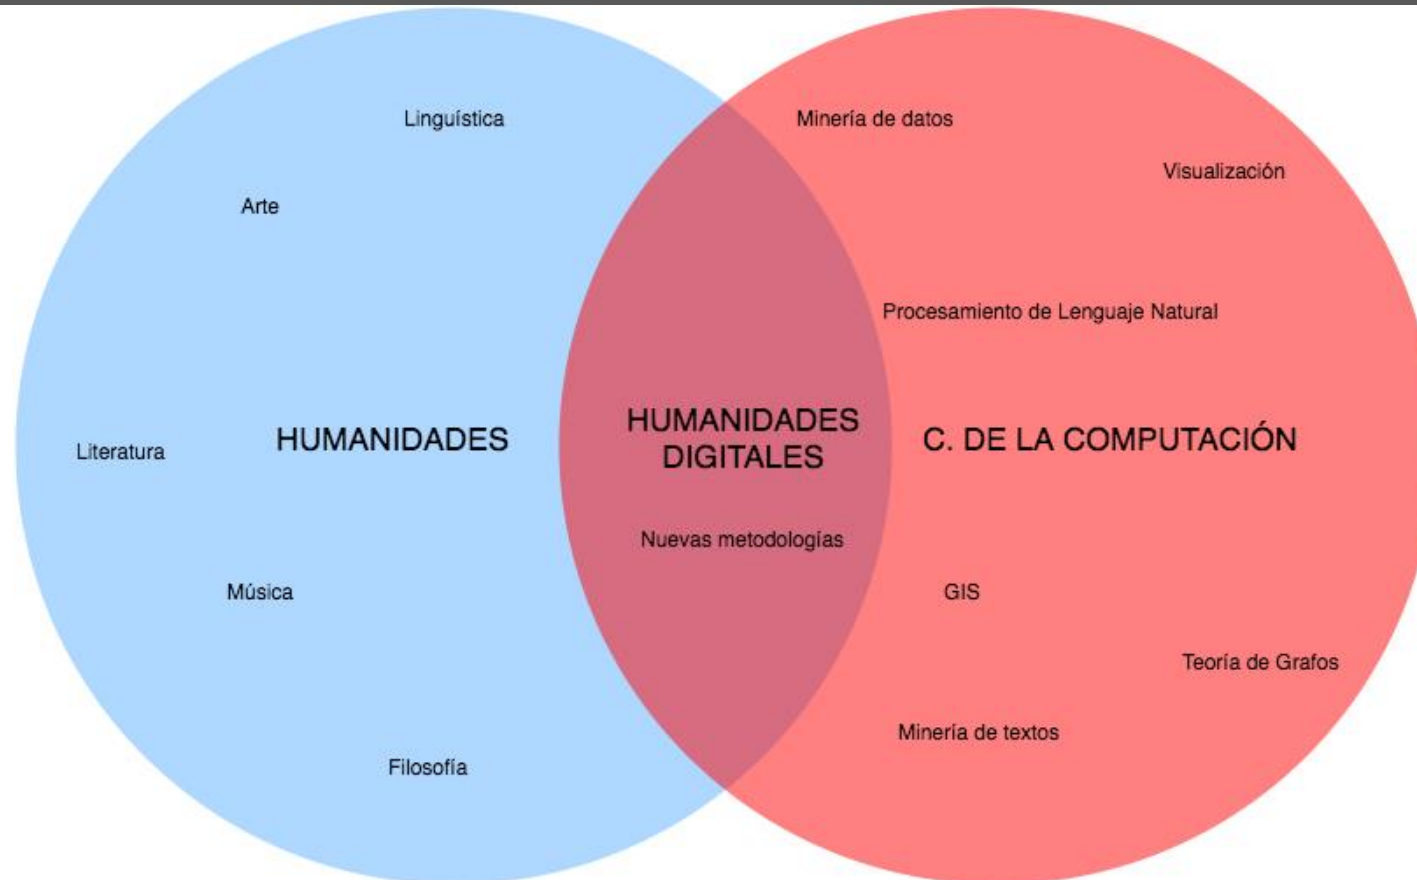 Linguística
Minería de datos
Visualización
Arte
Procesamiento de Lenguaje Natural
HUMANIDADES
HUMANIDADES
DIGITALES
C. DE LA COMPUTACIÓN
Literatura
Nuevas metodologías
Música
GIS
Teoría de Grafos
Minería de textos
Filosofía